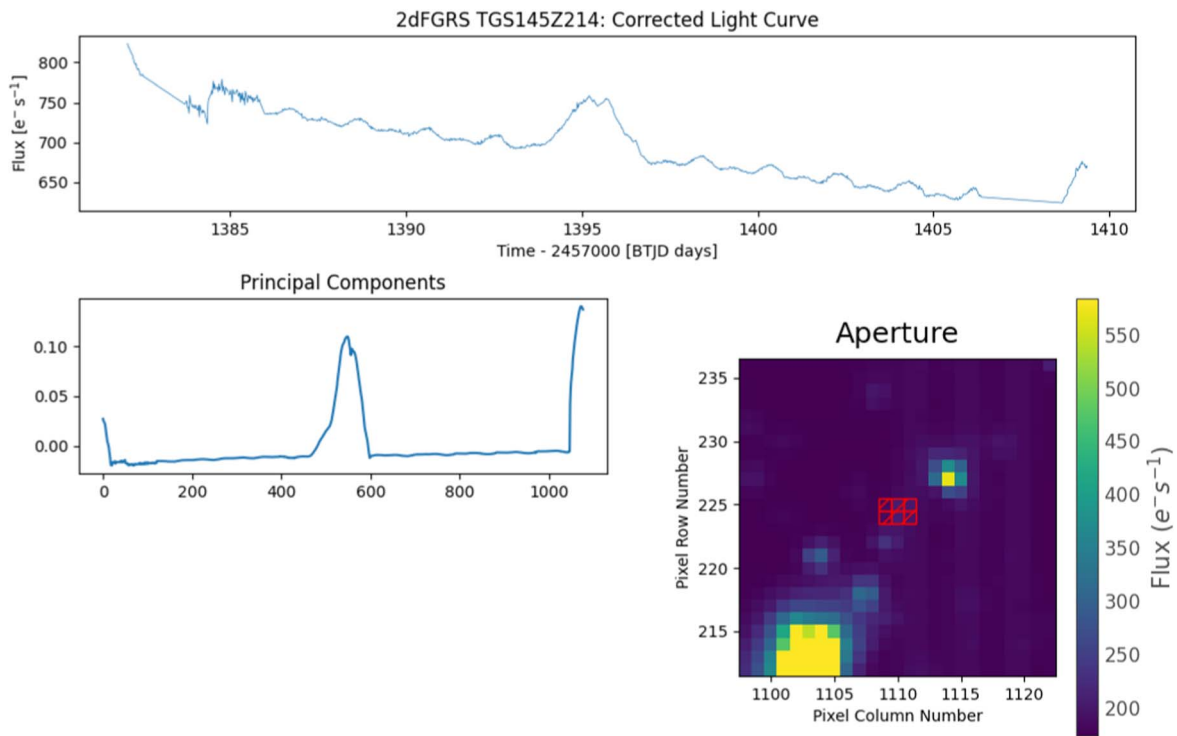 2dFGRS TGS145Z214: Corrected Light Curve
Flux [e⁻ s⁻¹]
800
750
700
650
1385 1390 1395 1400 1405 1410
Time - 2457000 [BTJD days]
Principal Components
0.10
0.05
0.00
0 200 400 600 800 1000
Aperture
Pixel Row Number
235
230
225
220
215
1100 1105 1110 1115 1120
Pixel Column Number
550
500
450
400
350
300
250
200
Flux (e⁻s⁻¹)